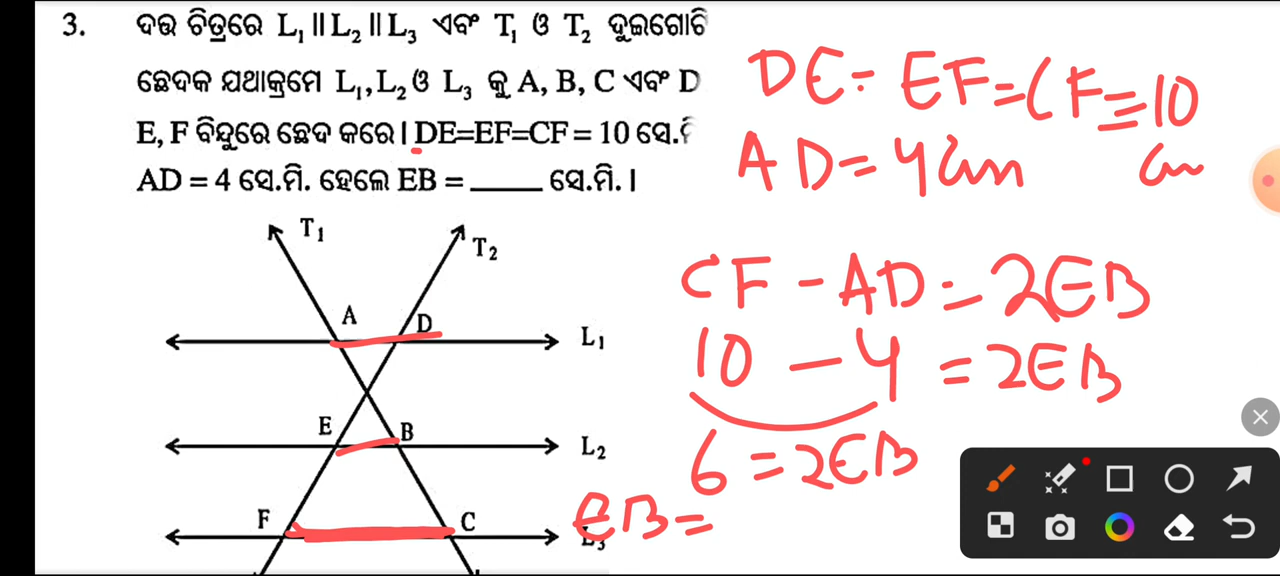 3. ଦତ୍ତ ଚିତ୍ରରେ L₁ || L₂ || L₃ ଏବଂ T₁ ଓ T₂ ଦୁଇଗୋଟି
ଛେଦକ ଯଥାକ୍ରମେ L₁, L₂ ଓ L₃ କୁ A, B, C ଏବଂ D
E, F ବିନ୍ଦୁରେ ଛେଦ କରେ । DE=EF=CF = 10 ସେ.ମି
AD = 4 ସେ.ମି. ହେଲେ EB = _____ ସେ.ମି. ।
DE = EF = CF = 10
cm
AD = 4cm
CF - AD = 2EB
10 - 4 = 2EB
6 = 2EB
EB =
T₁
T₂
A
D
L₁
E
B
L₂
F
C
L₃